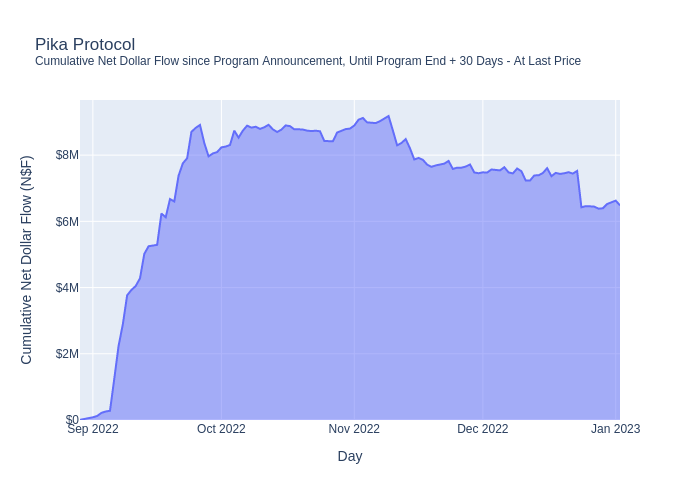 Pika Protocol
Cumulative Net Dollar Flow since Program Announcement, Until Program End + 30 Days - At Last Price
Cumulative Net Dollar Flow (N$F)
$8M
$6M
$4M
$2M
$0
Sep 2022
Oct 2022
Nov 2022
Dec 2022
Jan 2023
Day